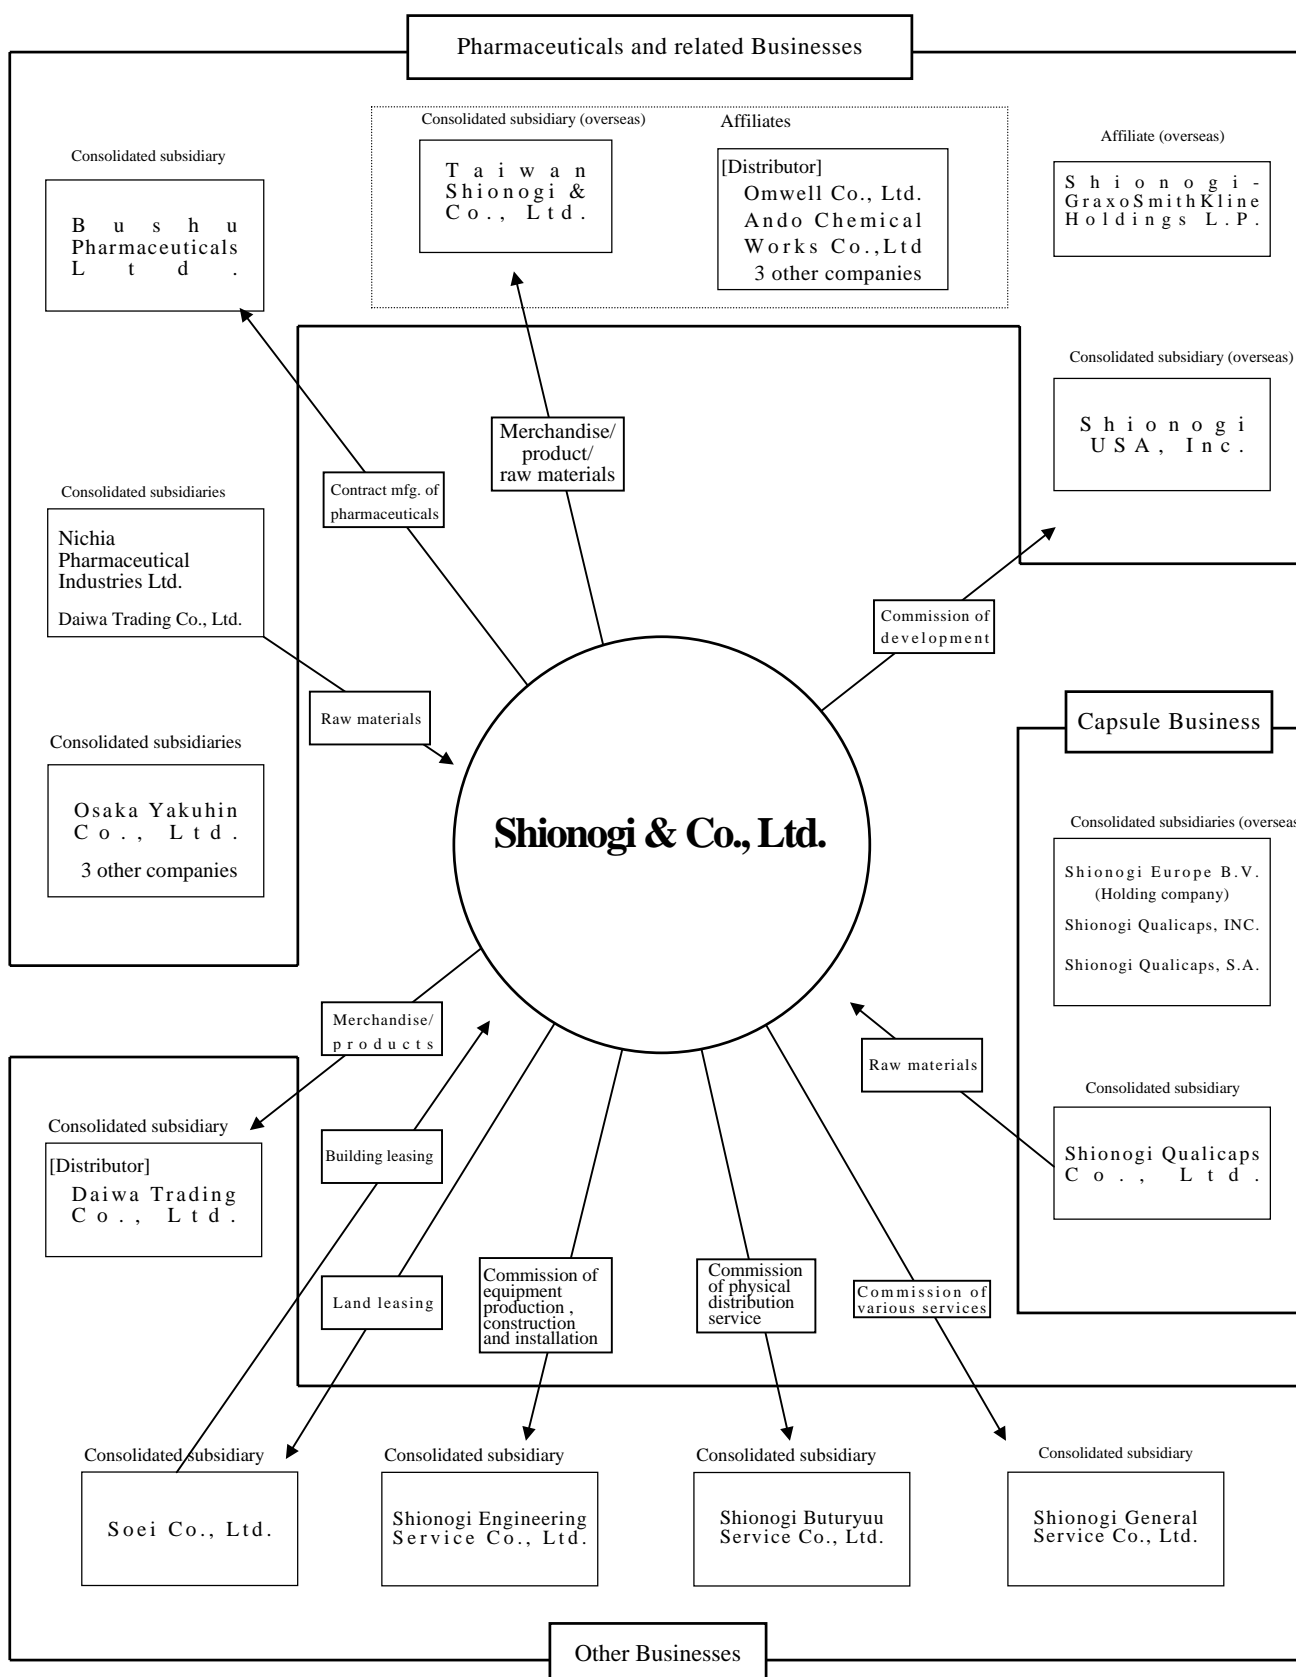 Pharmaceuticals and related Businesses
Consolidated subsidiary
Bushu
Pharmaceuticals
Ltd.
Consolidated subsidiary (overseas)
Taiwan
Shionogi &
Co., Ltd.
Affiliates
[Distributor]
Omwell Co., Ltd.
Ando Chemical
Works Co.,Ltd
3 other companies
Affiliate (overseas)
Shionogi-
GraxoSmithKline
Holdings L.P.
Consolidated subsidiary (overseas)
Shionogi
USA, Inc.
Merchandise/
product/
raw materials
Contract mfg. of
pharmaceuticals
Consolidated subsidiaries
Nichia
Pharmaceutical
Industries Ltd.
Daiwa Trading Co., Ltd.
Commission of
development
Raw materials
Consolidated subsidiaries
Osaka Yakuhin
Co., Ltd.
3 other companies
Shionogi & Co., Ltd.
Capsule Business
Consolidated subsidiaries (overseas
Shionogi Europe B.V.
(Holding company)
Shionogi Qualicaps, INC.
Shionogi Qualicaps, S.A.
Merchandise/
products
Raw materials
Consolidated subsidiary
Shionogi Qualicaps
Co., Ltd.
Consolidated subsidiary
[Distributor]
Daiwa Trading
Co., Ltd.
Building leasing
Land leasing
Commission of
equipment
production ,
construction
and installation
Commission
of physical
distribution
service
Commission of
various services
Consolidated subsidiary
Soei Co., Ltd.
Consolidated subsidiary
Shionogi Engineering
Service Co., Ltd.
Consolidated subsidiary
Shionogi Buturyuu
Service Co., Ltd.
Consolidated subsidiary
Shionogi General
Service Co., Ltd.
Other Businesses